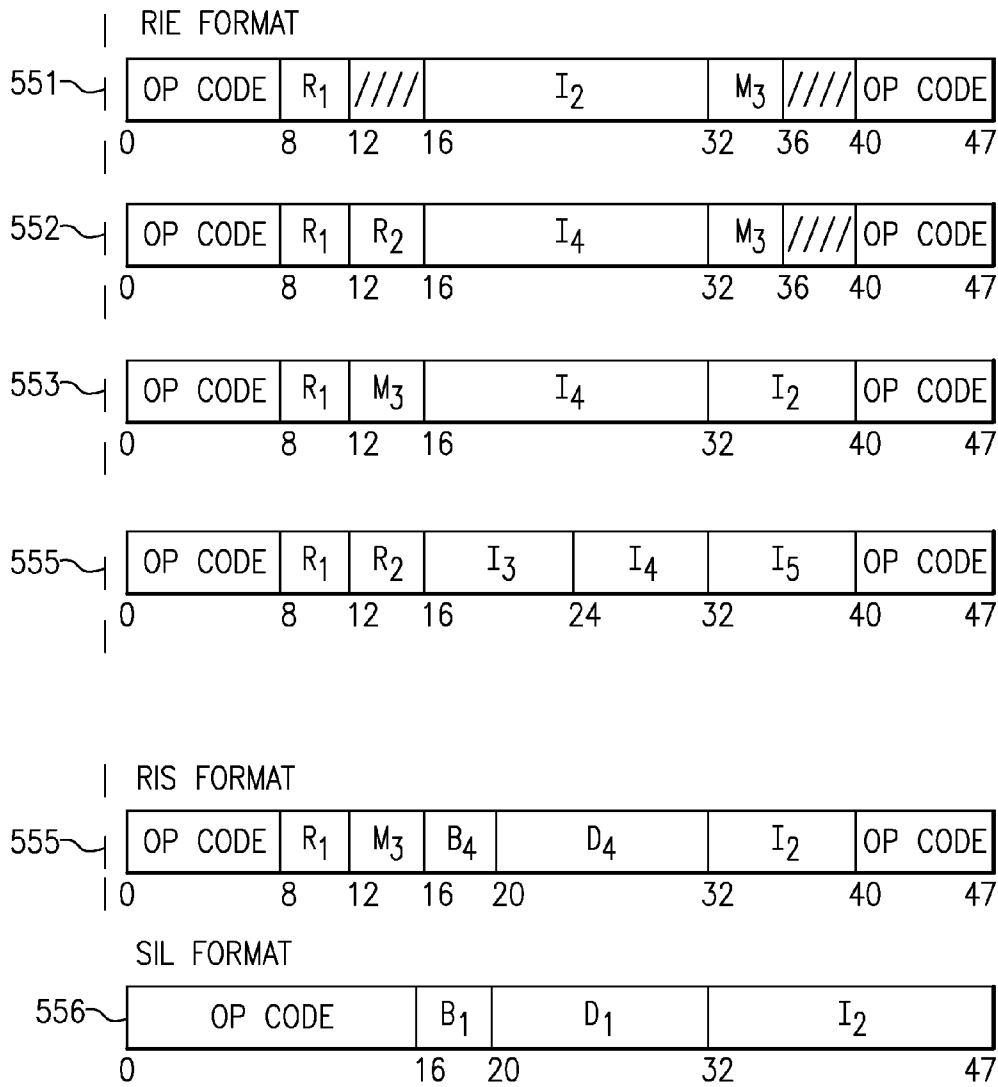 RIE FORMAT
551 OP CODE R1 //// I2 M3 //// OP CODE
0 8 12 16 32 36 40 47
552 OP CODE R1 R2 I4 M3 //// OP CODE
0 8 12 16 32 36 40 47
553 OP CODE R1 M3 I4 I2 OP CODE
0 8 12 16 32 40 47
555 OP CODE R1 R2 I3 I4 I5 OP CODE
0 8 12 16 24 32 40 47
RIS FORMAT
555 OP CODE R1 M3 B4 D4 I2 OP CODE
0 8 12 16 20 32 40 47
SIL FORMAT
556 OP CODE B1 D1 I2
0 16 20 32 47